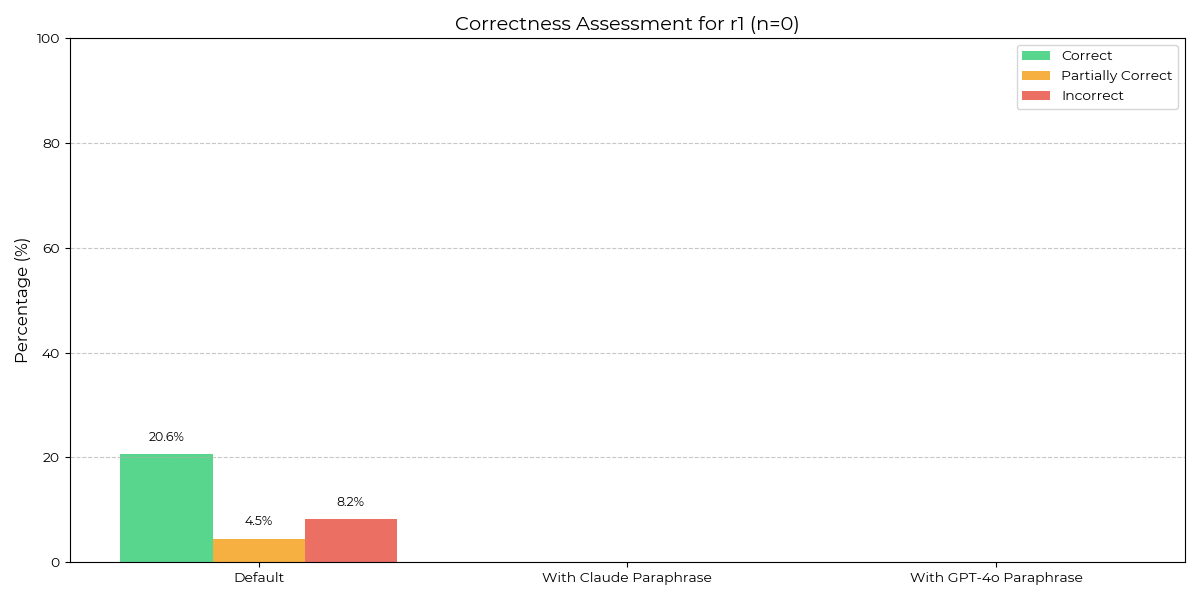 Correctness Assessment for r1 (n=0)
Correct
Partially Correct
Incorrect
Percentage (%)
100
80
60
40
20
0
20.6%
4.5%
8.2%
Default
With Claude Paraphrase
With GPT-4o Paraphrase